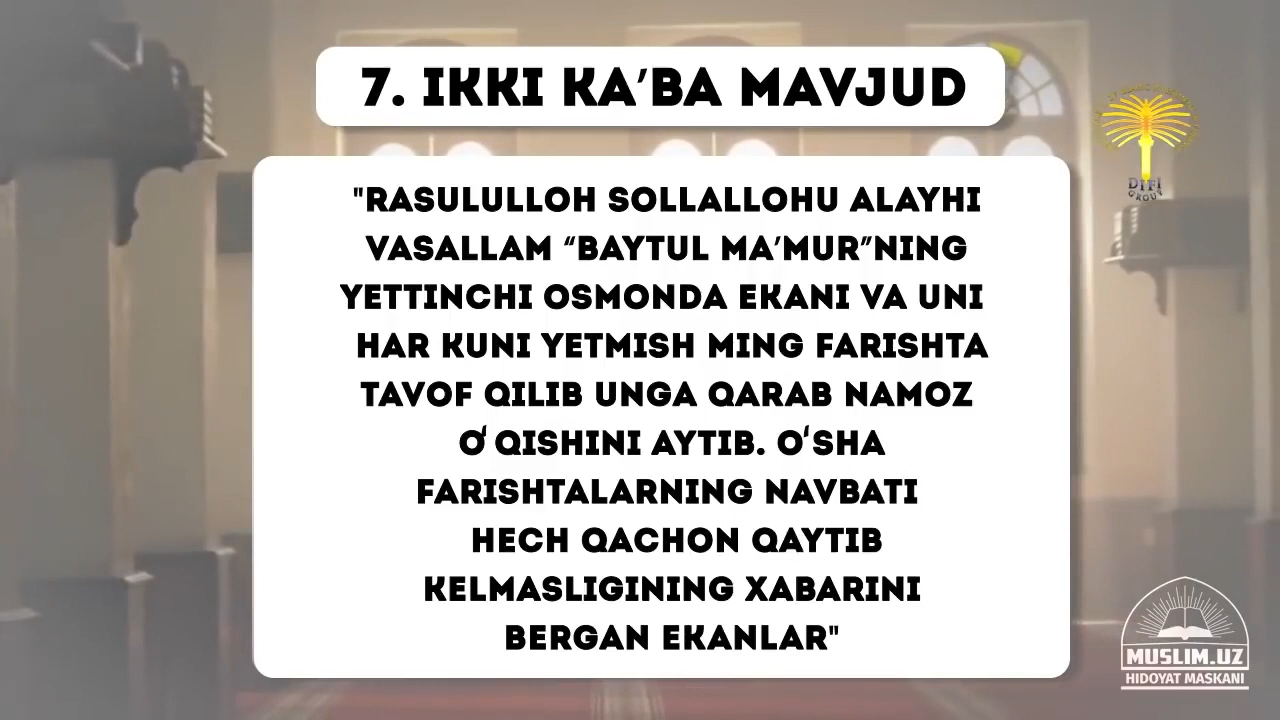 7. IKKI KA’BA MAVJUD
"RASULULLOH SOLLALLOHU ALAYHI
VASALLAM “BAYTUL MA’MUR”NING
YETTINCHI OSMONDA EKANI VA UNI
HAR KUNI YETMISH MING FARISHTA
TAVOF QILIB UNGA QARAB NAMOZ
O‘QISHINI AYTIB. O‘SHA
FARISHTALARNING NAVBATI
HECH QACHON QAYTIB
KELMASLIGINING XABARINI
BERGAN EKANLAR"
DIFI
GROUP
MUSLIM.UZ
HIDOYAT MASKANI